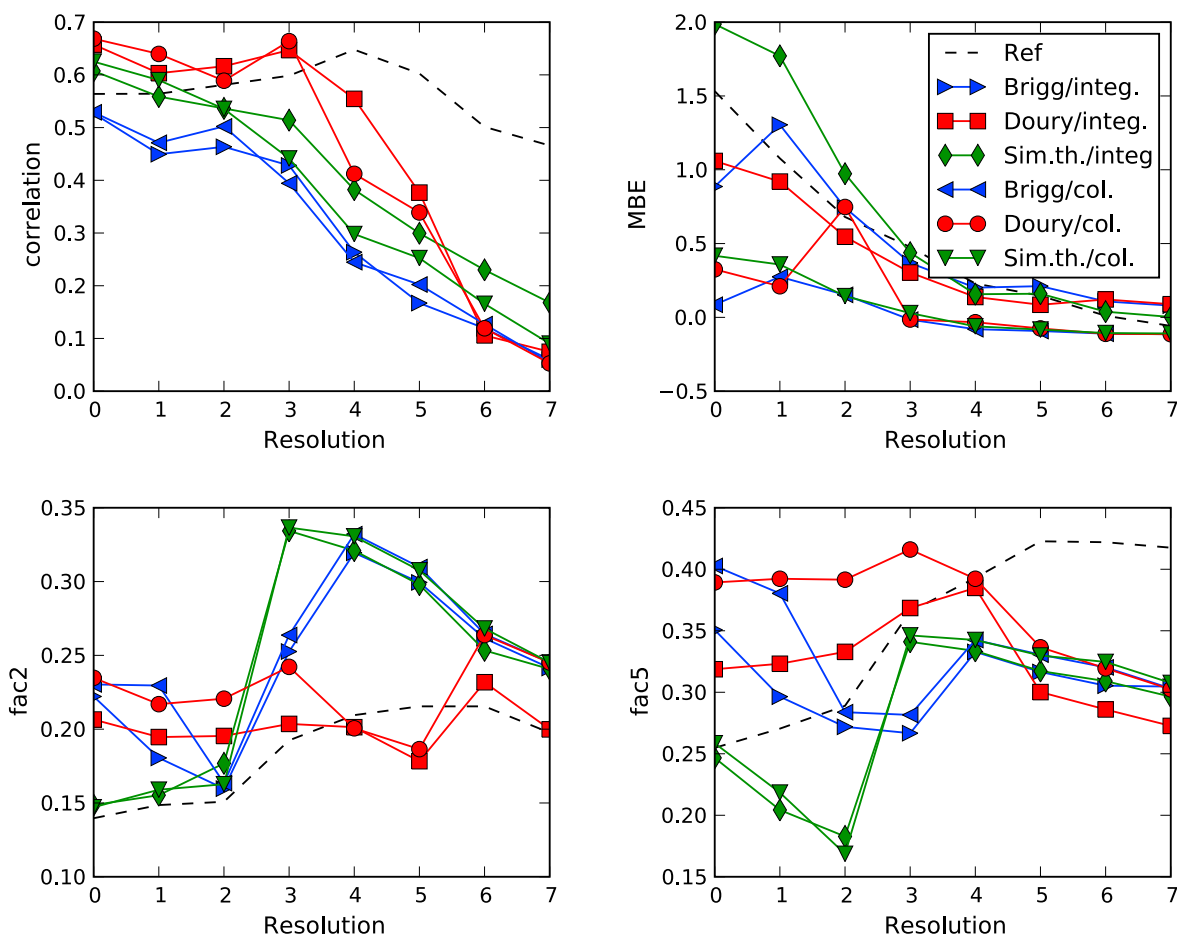 0.7
0.6
0.5
0.4
0.3
0.2
0.1
0.0
correlation
0 1 2 3 4 5 6 7
Resolution
2.0
1.5
1.0
0.5
0.0
−0.5
MBE
0 1 2 3 4 5 6 7
Resolution
Ref
Brigg/integ.
Doury/integ.
Sim.th./integ
Brigg/col.
Doury/col.
Sim.th./col.
0.35
0.30
0.25
0.20
0.15
0.10
fac2
0 1 2 3 4 5 6 7
Resolution
0.45
0.40
0.35
0.30
0.25
0.20
0.15
fac5
0 1 2 3 4 5 6 7
Resolution